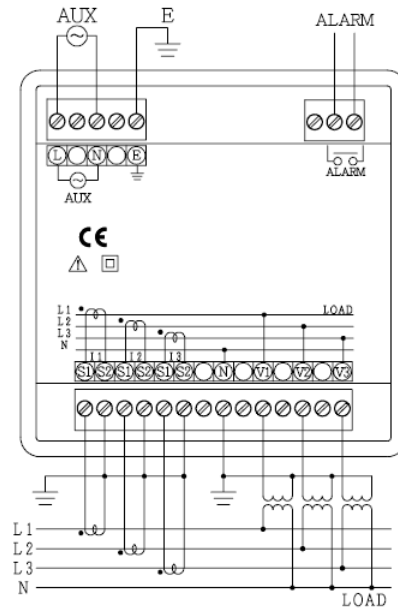 AUX E ALARM
L N E
AUX
ALARM
CE
L1 LOAD
L2
L3
N
I1 I2 I3
S1 S2 S1 S2 S1 S2 N V1 V2 V3
L1
L2
L3
N
LOAD